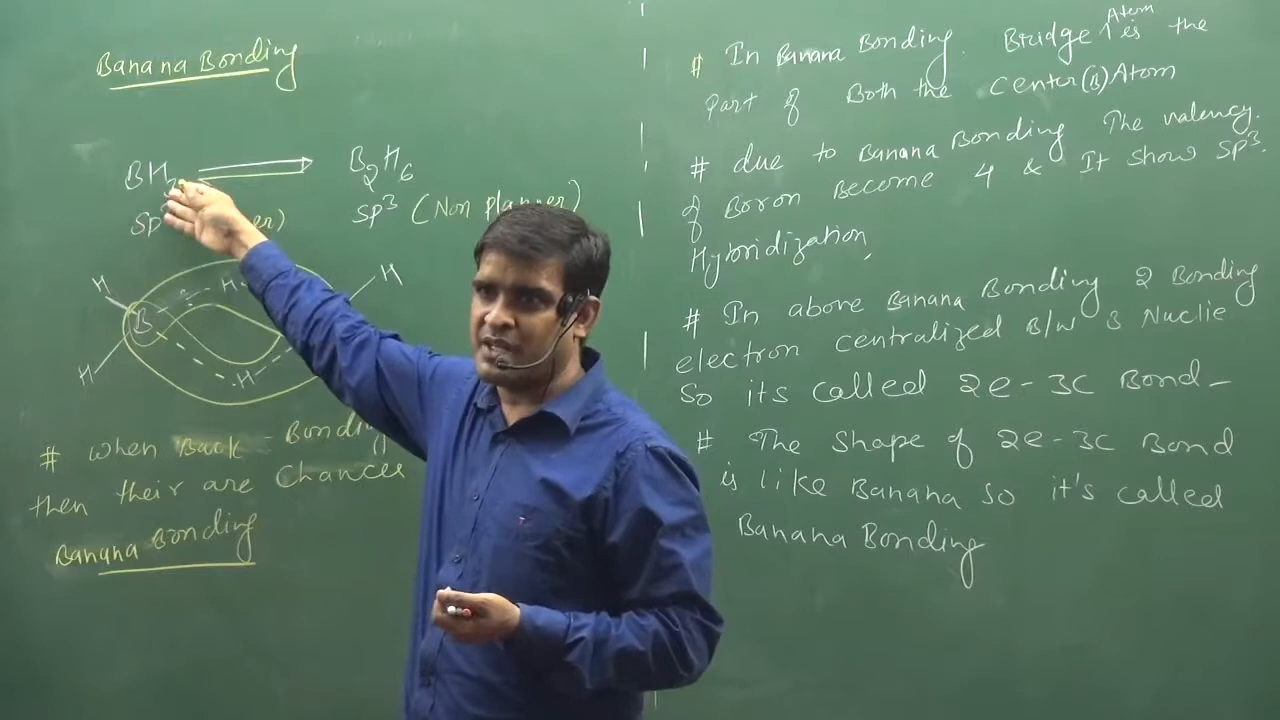 Banana Bonding
BH B2H6
SP SP3 (Non planner)
H H H
B
H H
# when Back - Bonding
then their are Chances
Banana Bonding
# In Banana Bonding. Bridge Atom is the
Part of Both the Center(B) Atom
# due to Banana Bonding The valency.
of Boron Become 4 & It show SP3.
Hybridization,
# In above Banana Bonding 2 Bonding
electron centralized B/W 3 Nuclie
So its called 2e-3C Bond-
# The Shape of 2e-3C Bond
is like Banana So it's called
Banana Bonding